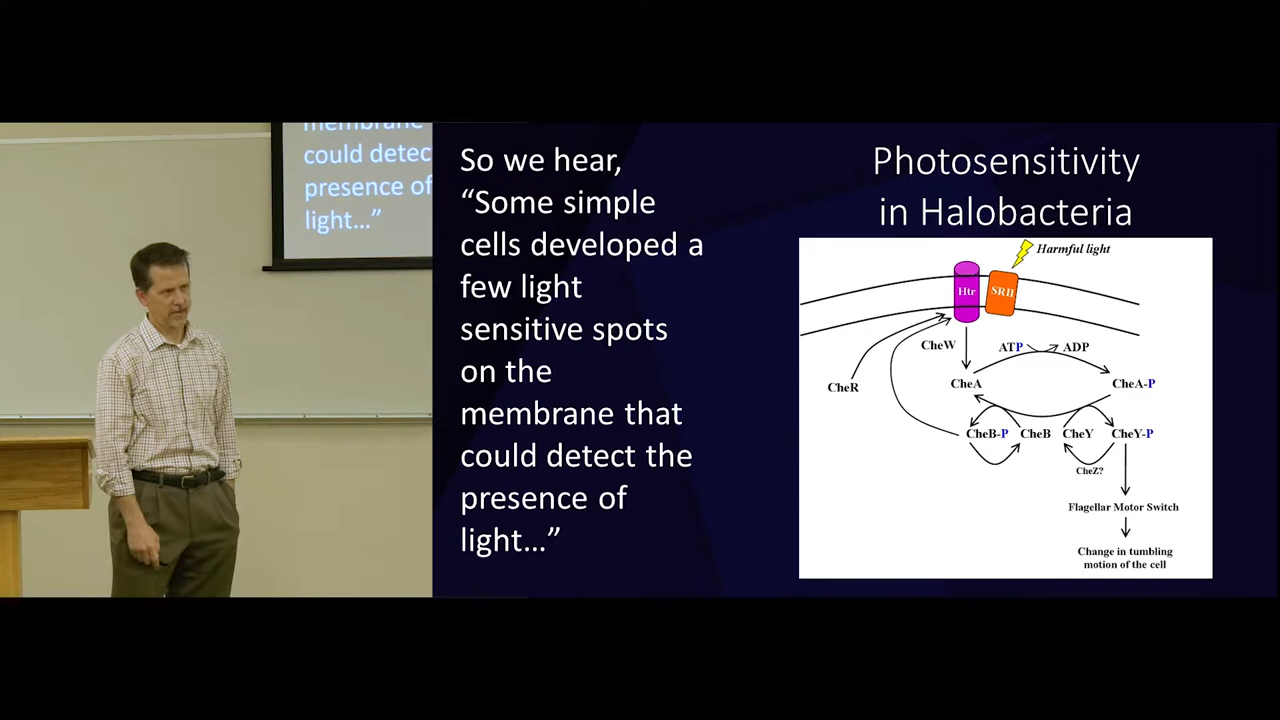 membrane
could detec
presence of
light…”
So we hear,
“Some simple
cells developed a
few light
sensitive spots
on the
membrane that
could detect the
presence of
light…”
Photosensitivity
in Halobacteria
Harmful light
Htr
SRII
CheW
ATP
ADP
CheR
CheA
CheA-P
CheB-P
CheB
CheY
CheY-P
CheZ?
Flagellar Motor Switch
Change in tumbling
motion of the cell